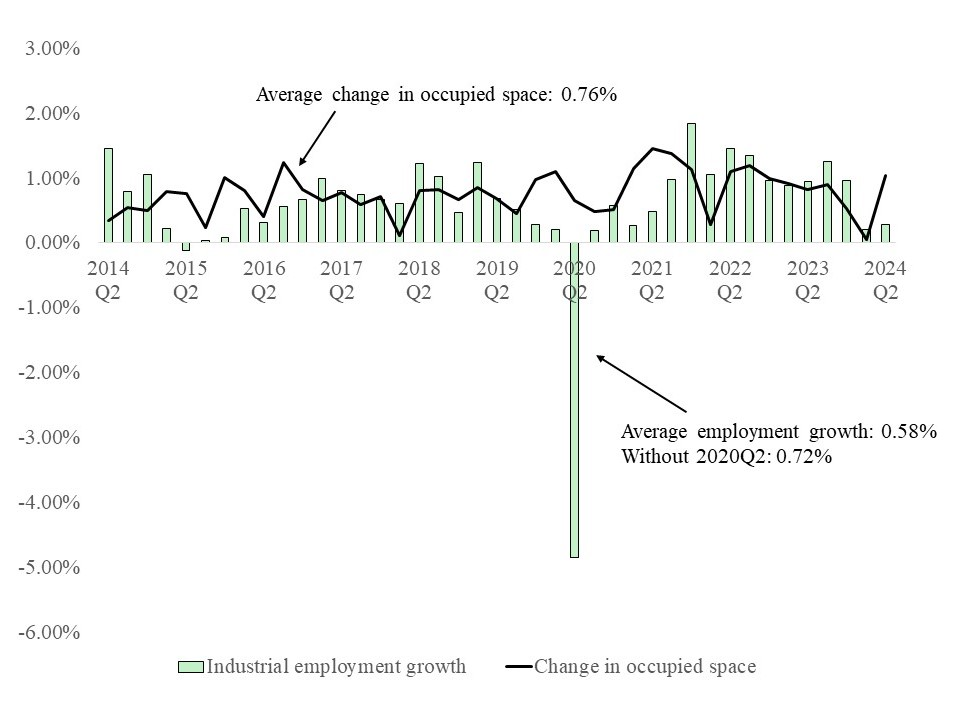 3.00%
Average change in occupied space: 0.76%
2.00%
1.00%
0.00%
2014 2015 2016 2017 2018 2019 2020 2021 2022 2023 2024
Q2 Q2 Q2 Q2 Q2 Q2 Q2 Q2 Q2 Q2 Q2
-1.00%
-2.00%
-3.00%
Average employment growth: 0.58%
Without 2020Q2: 0.72%
-4.00%
-5.00%
-6.00%
Industrial employment growth Change in occupied space